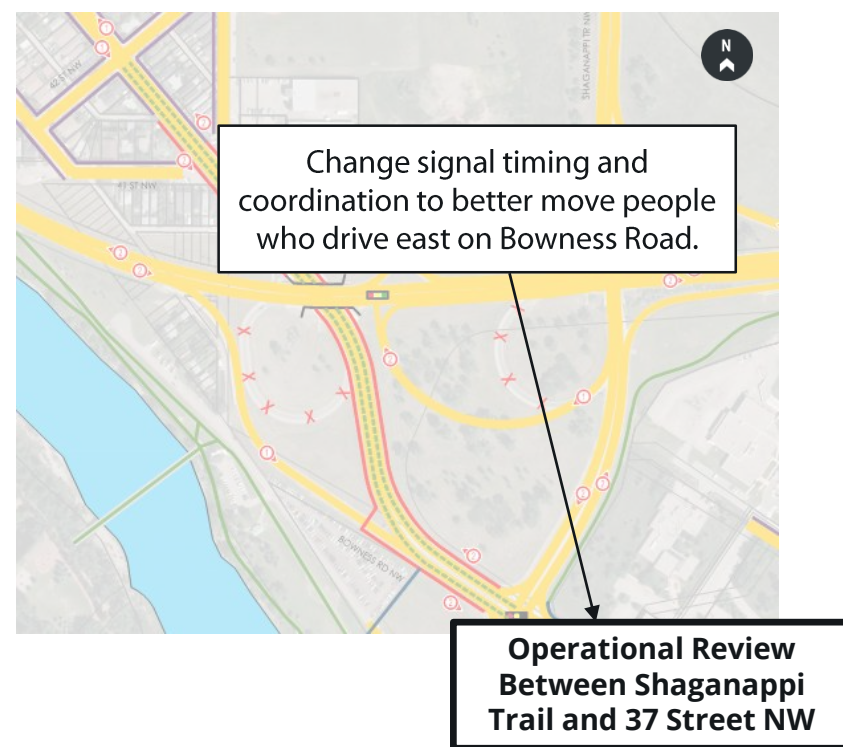 N
SHAGANAPPI TR NW
42 ST NW
Change signal timing and
coordination to better move people
who drive east on Bowness Road.
41 ST NW
BOWNESS RD NW
Operational Review
Between Shaganappi
Trail and 37 Street NW